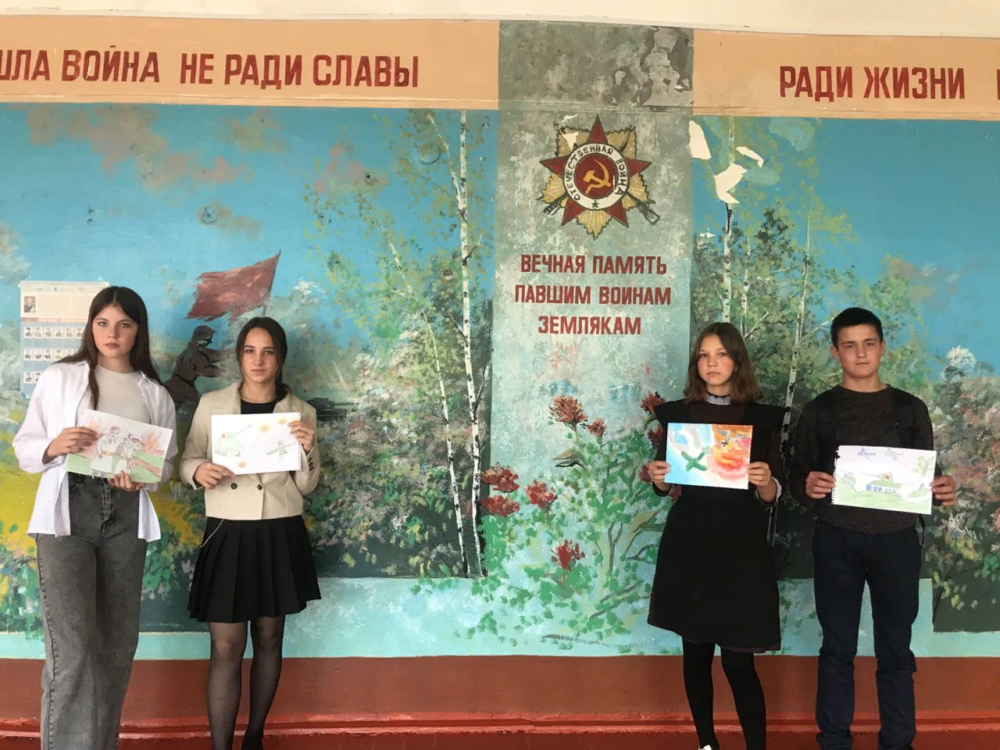 ШЛА ВОЙНА НЕ РАДИ СЛАВЫ
РАДИ ЖИЗНИ
ОТЕЧЕСТВЕННАЯ ВОЙНА
ВЕЧНАЯ ПАМЯТЬ
ПАВШИМ ВОИНАМ
ЗЕМЛЯКАМ